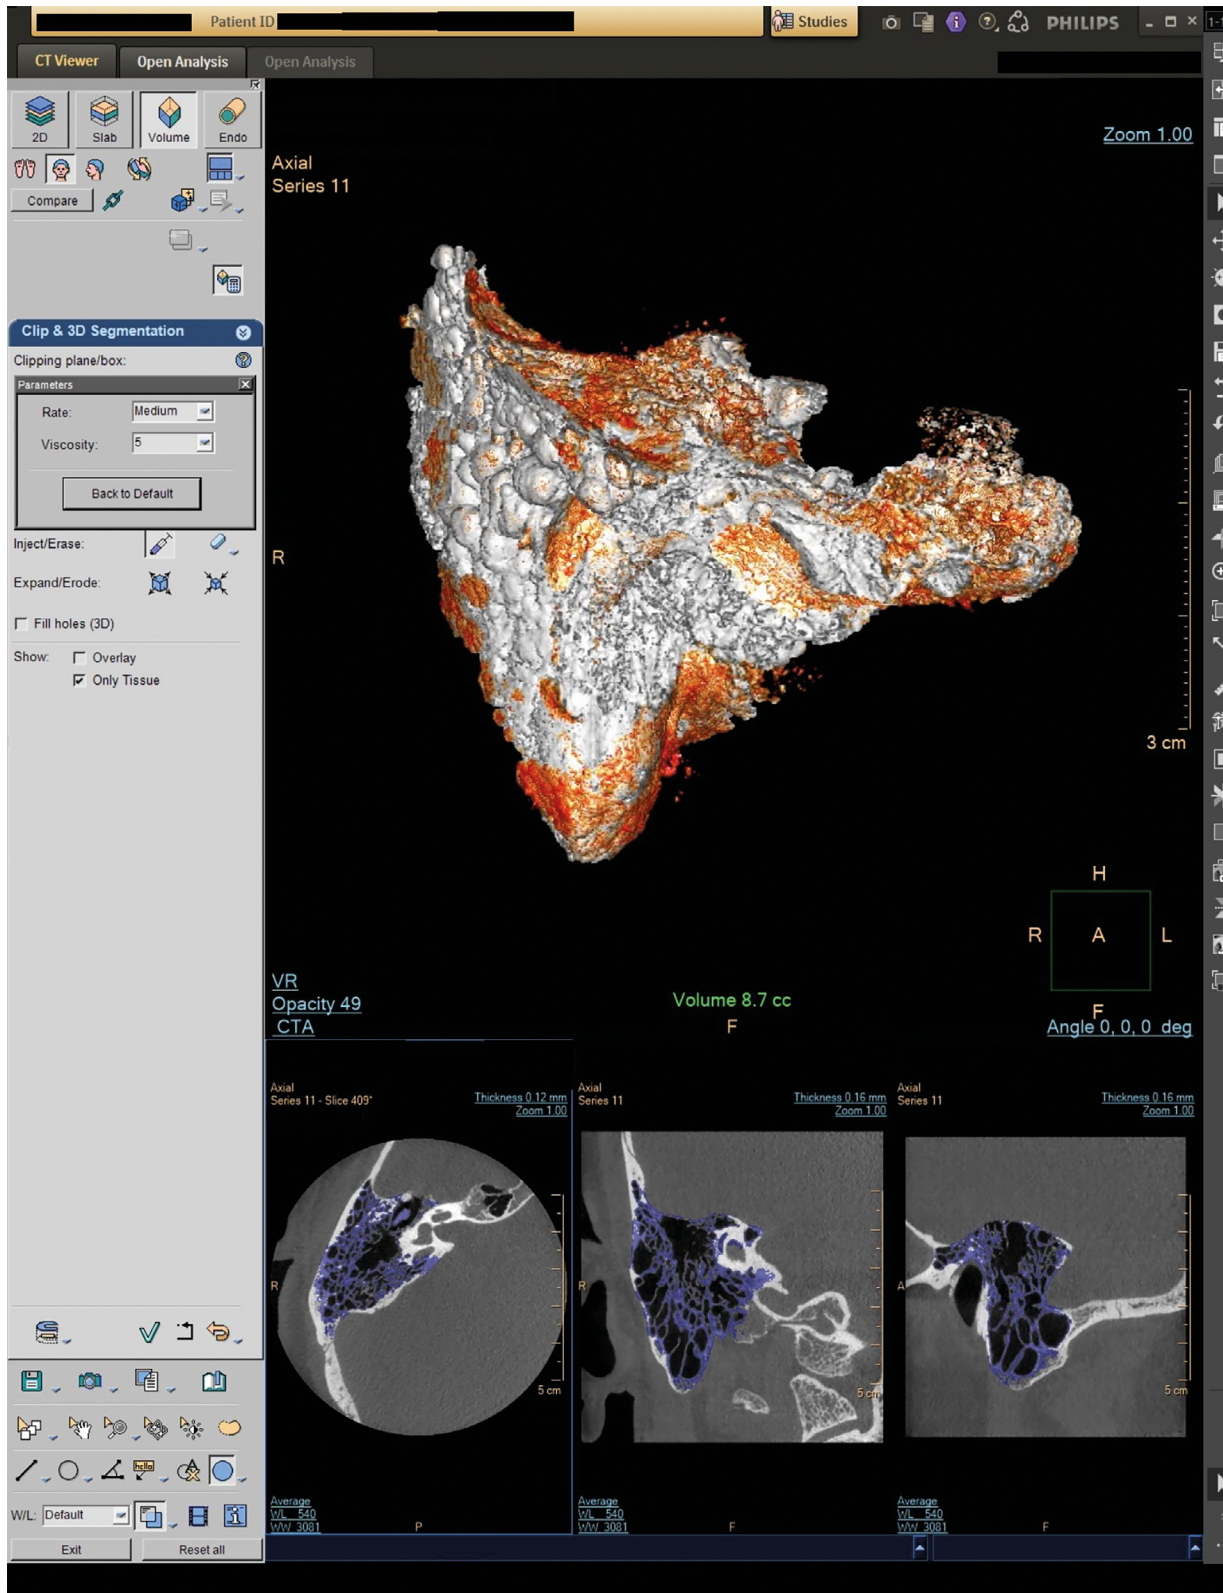 Patient ID
Studies
PHILIPS
1-
CT Viewer
Open Analysis
Open Analysis
2D
Slab
Volume
Endo
Compare
Clip & 3D Segmentation
Clipping plane/box:
Parameters
Rate: Medium
Viscosity: 5
Back to Default
Inject/Erase:
Expand/Erode:
Fill holes (3D)
Show: Overlay
Only Tissue
Axial
Series 11
Zoom 1.00
R
3 cm
H
R A L
F
VR
Opacity 49
CTA
Volume 8.7 cc
F
Angle 0, 0, 0 deg
Axial
Series 11 - Slice 409*
Thickness 0.12 mm
Zoom 1.00
R
5 cm
Average
WL 540
WW 3081
P
Axial
Series 11
Thickness 0.16 mm
Zoom 1.00
R
5 cm
Average
WL 540
WW 3081
F
Axial
Series 11
Thickness 0.16 mm
Zoom 1.00
A
5 cm
Average
WL 540
WW 3081
F
hello
W/L: Default
Exit
Reset all